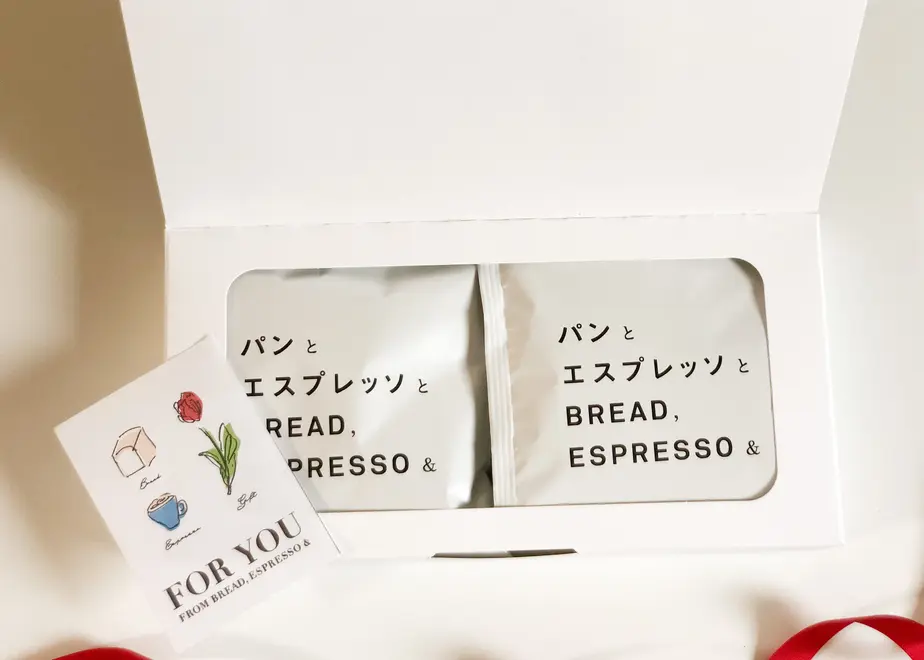 パンと
エスプレッソと
BREAD,
ESPRESSO &
パンと
エスプレッソと
BREAD,
ESPRESSO &
Bread
Espresso
Gift
FOR YOU
FROM BREAD, ESPRESSO &